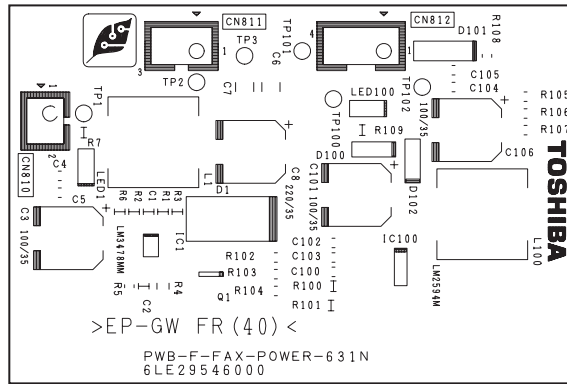 CN811
CN812
4
TP101
TP3
1
1
D101
R108
3
TP2
C6
C7
C105
C104
TP102
LED100
R105
R106
R107
1
TP1
TP100
100/35
R109
R7
2
C4
CN810
LED1
L1
C8
220/35
D100
C101
100/35
D102
C106
TOSHIBA
C3
100/35
C5
R6
R2
C1
R1
R3
D1
LM3478MM
IC1
R102
R103
R104
Q1
C102
C103
C100
R100
R101
IC100
LM2594M
L100
R5
C2
R4
>EP-GW FR(40)<
PWB-F-FAX-POWER-631N
6LE29546000